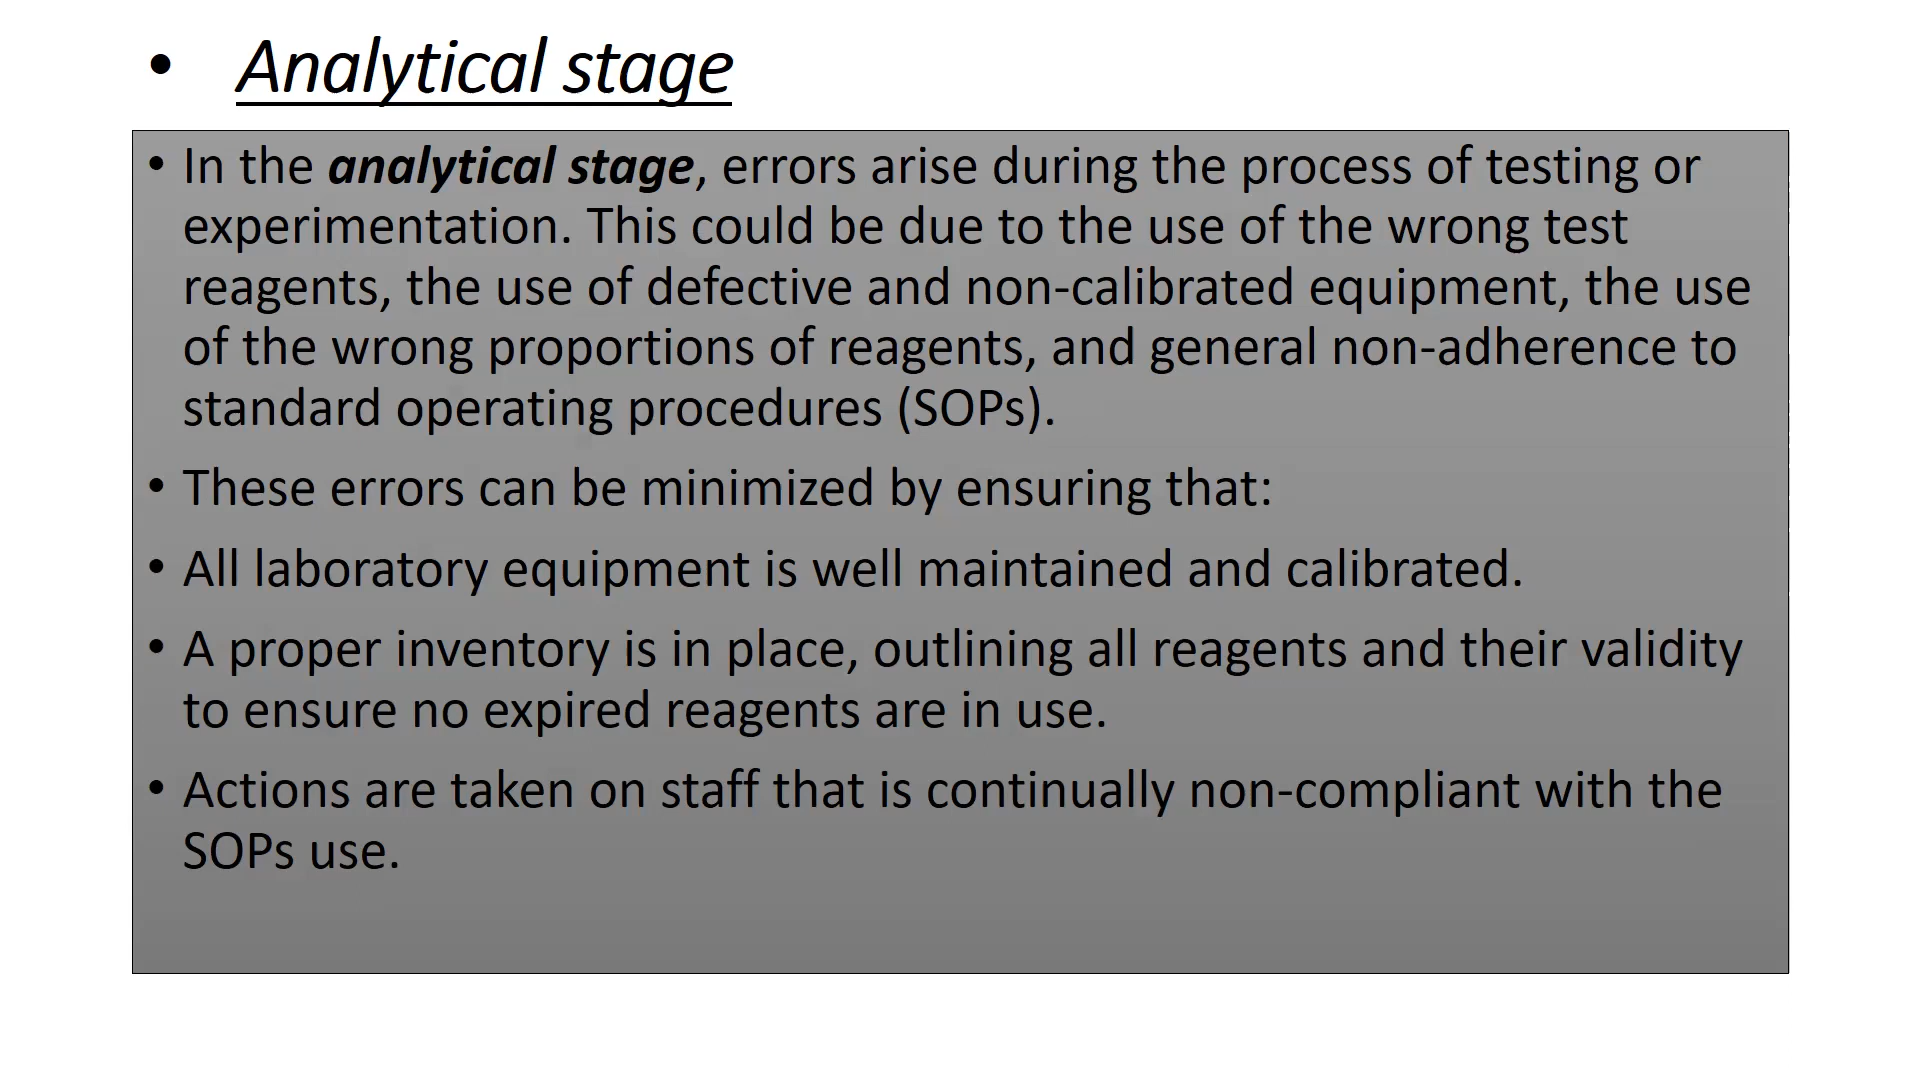 • Analytical stage
• In the analytical stage, errors arise during the process of testing or
experimentation. This could be due to the use of the wrong test
reagents, the use of defective and non-calibrated equipment, the use
of the wrong proportions of reagents, and general non-adherence to
standard operating procedures (SOPs).
• These errors can be minimized by ensuring that:
• All laboratory equipment is well maintained and calibrated.
• A proper inventory is in place, outlining all reagents and their validity
to ensure no expired reagents are in use.
• Actions are taken on staff that is continually non-compliant with the
SOPs use.